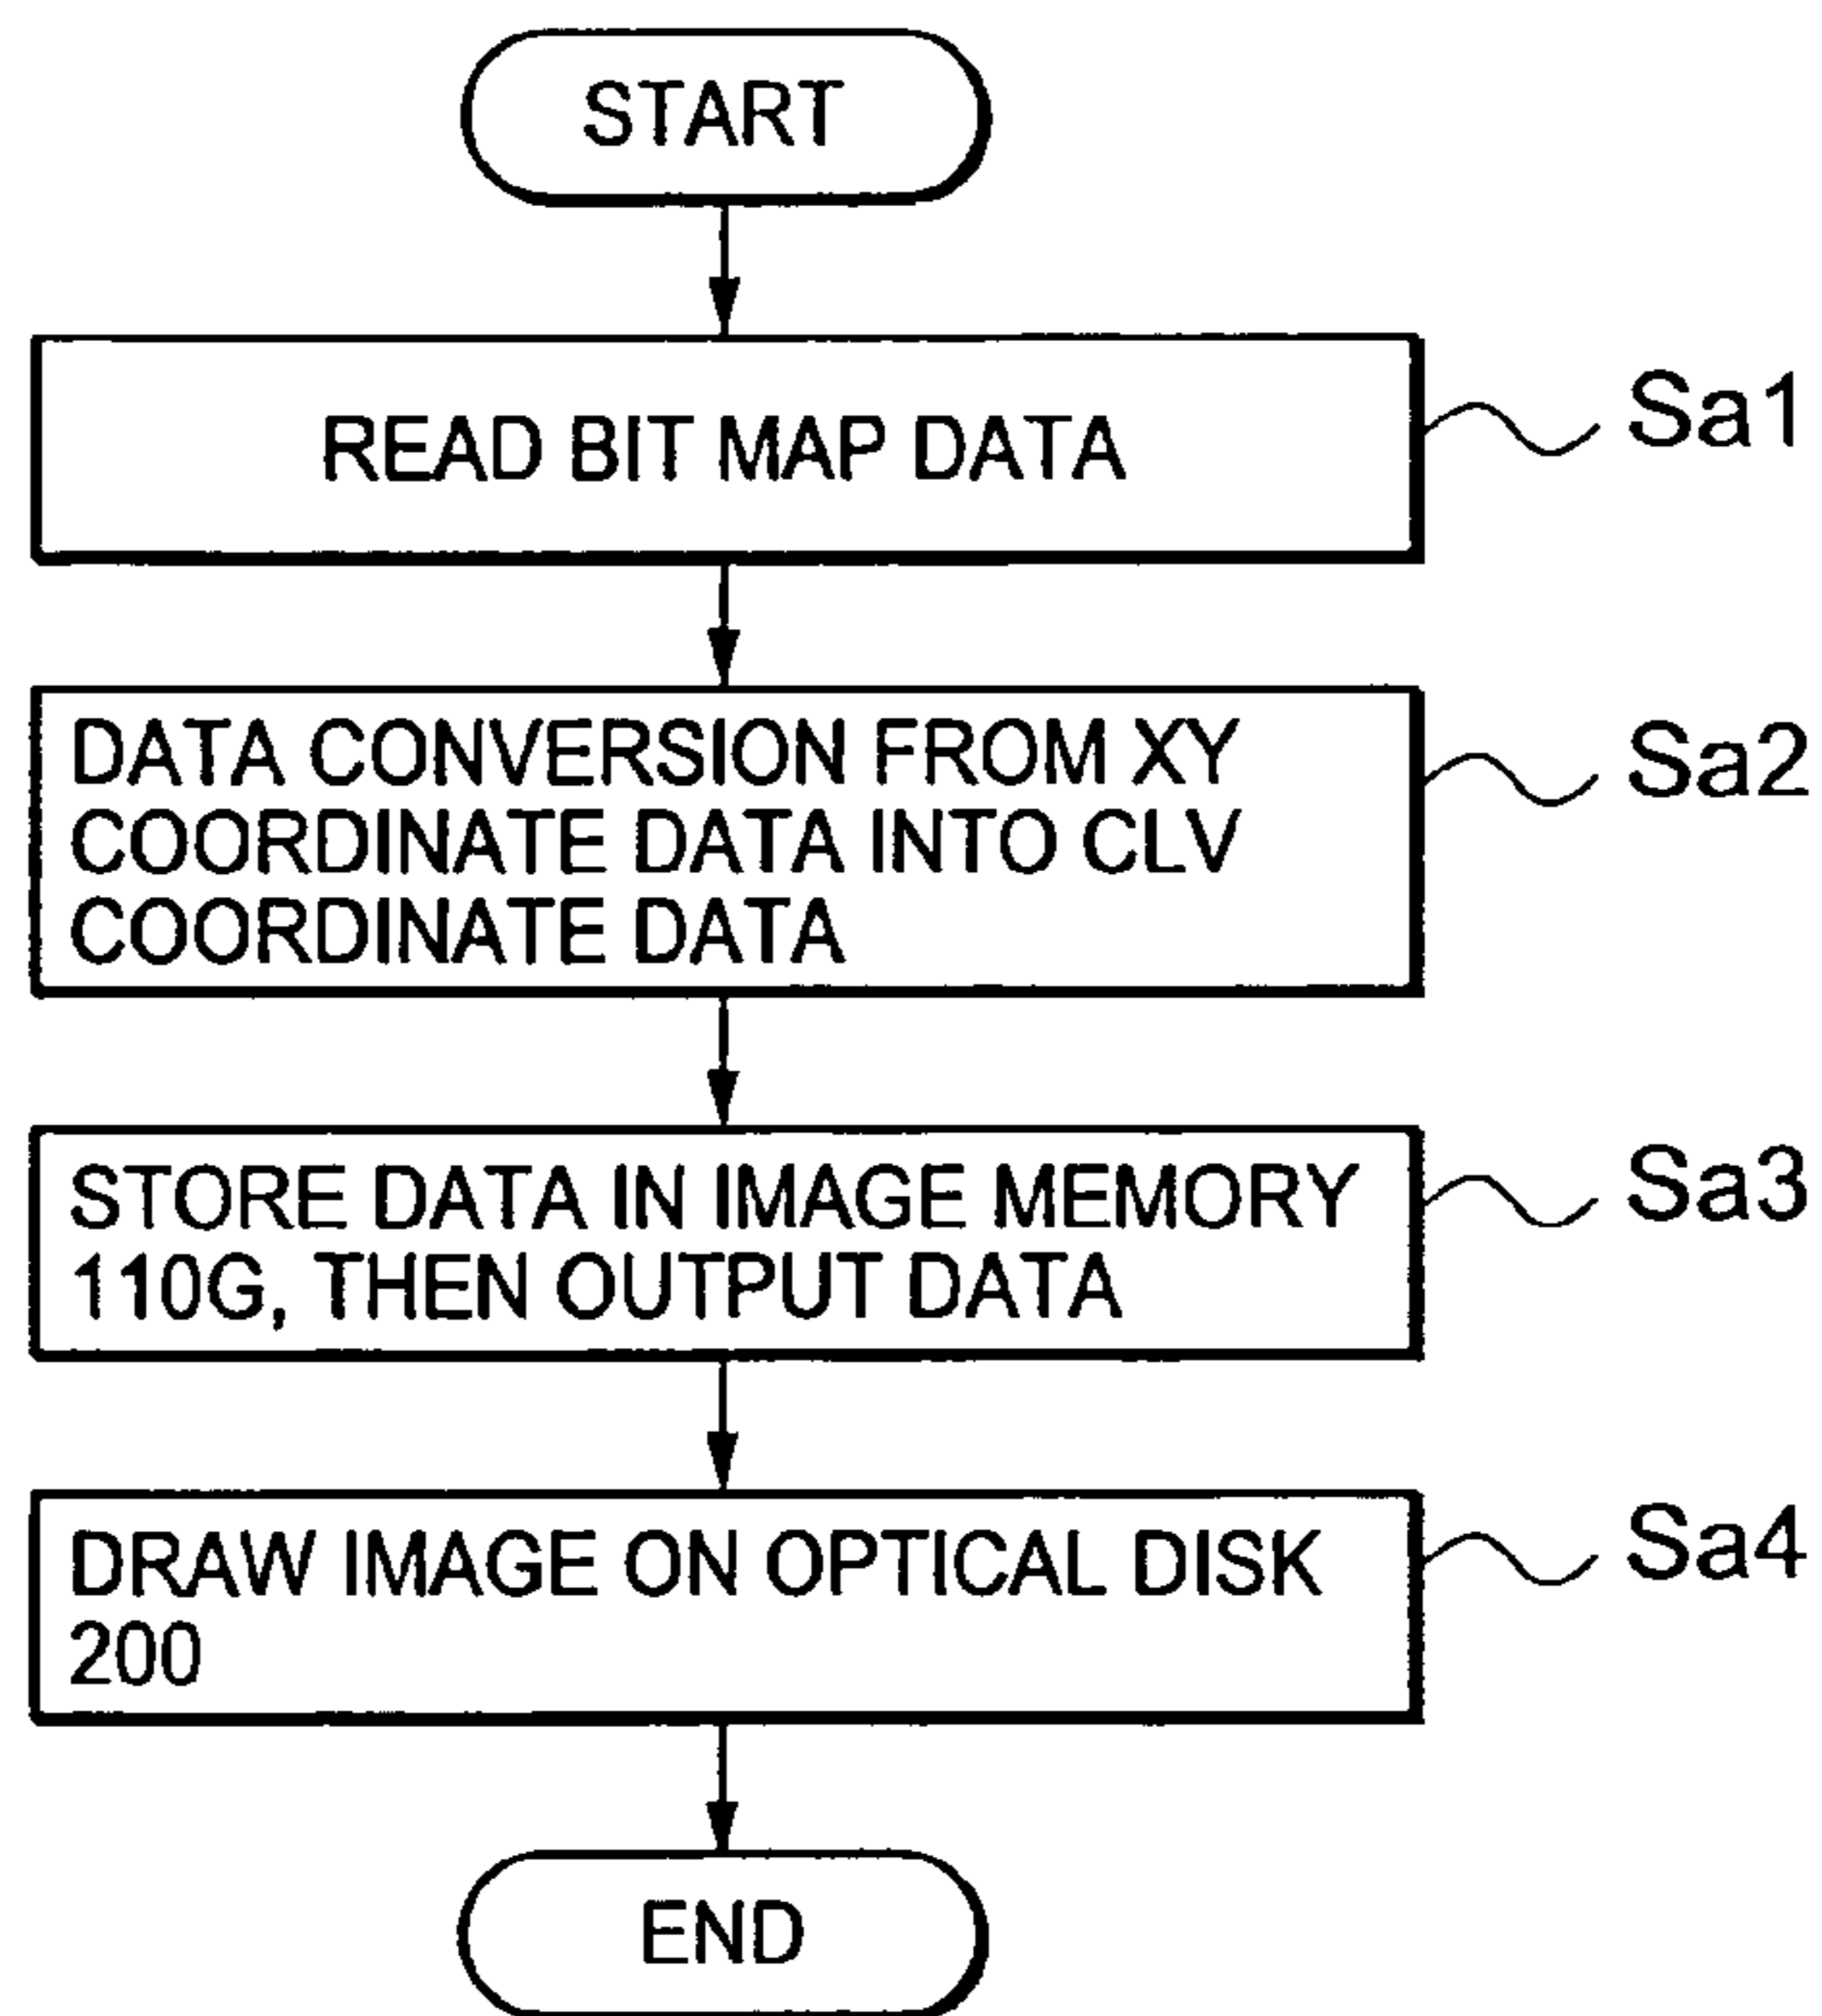 START
READ BIT MAP DATA
Sa1
DATA CONVERSION FROM XY
COORDINATE DATA INTO CLV
COORDINATE DATA
Sa2
STORE DATA IN IMAGE MEMORY
110G, THEN OUTPUT DATA
Sa3
DRAW IMAGE ON OPTICAL DISK
200
Sa4
END